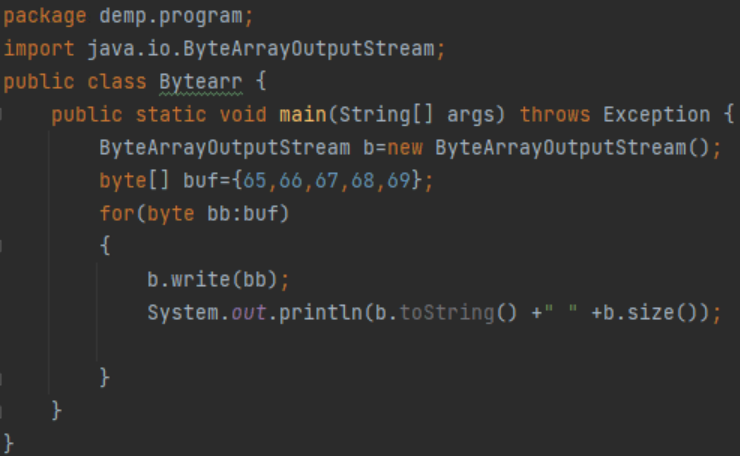 package demp.program;
import java.io.ByteArrayOutputStream;
public class Bytearr {
    public static void main(String[] args) throws Exception {
        ByteArrayOutputStream b=new ByteArrayOutputStream();
        byte[] buf={65,66,67,68,69};
        for(byte bb:buf)
        {
            b.write(bb);
            System.out.println(b.toString() +" " +b.size());
        }
    }
}